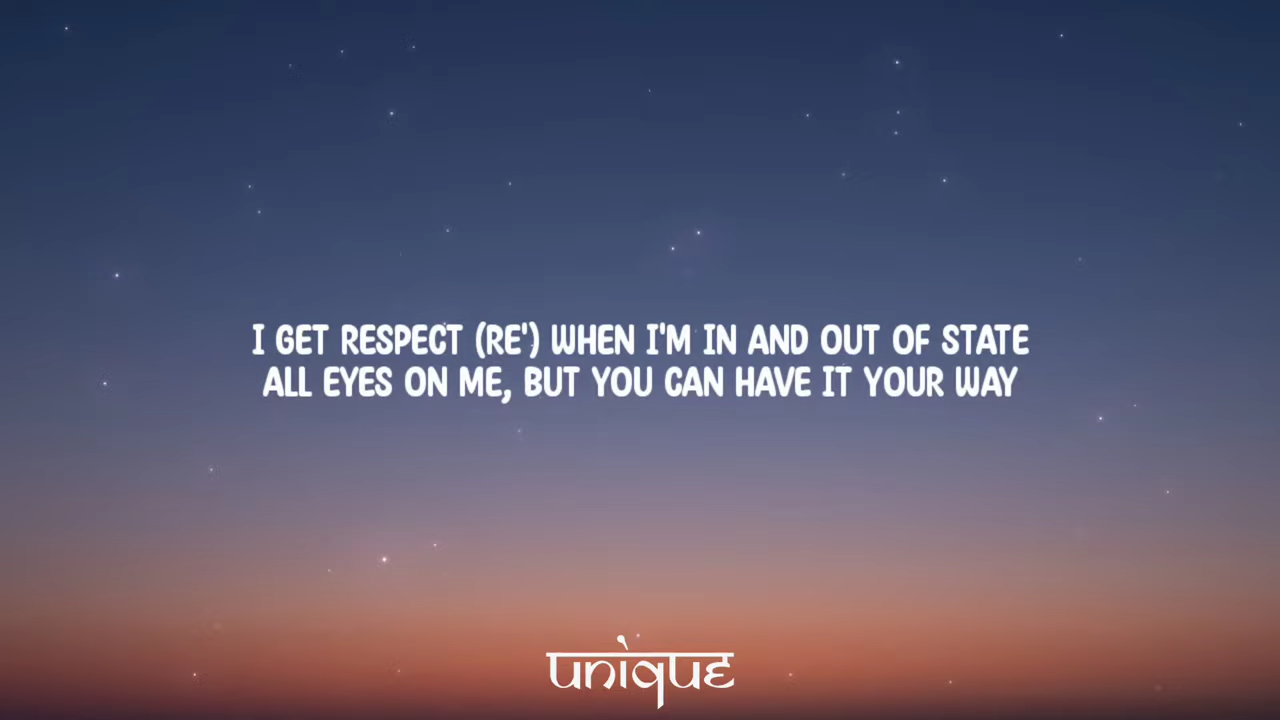 I GET RESPECT (RE') WHEN I'M IN AND OUT OF STATE
ALL EYES ON ME, BUT YOU CAN HAVE IT YOUR WAY
UNIQUE